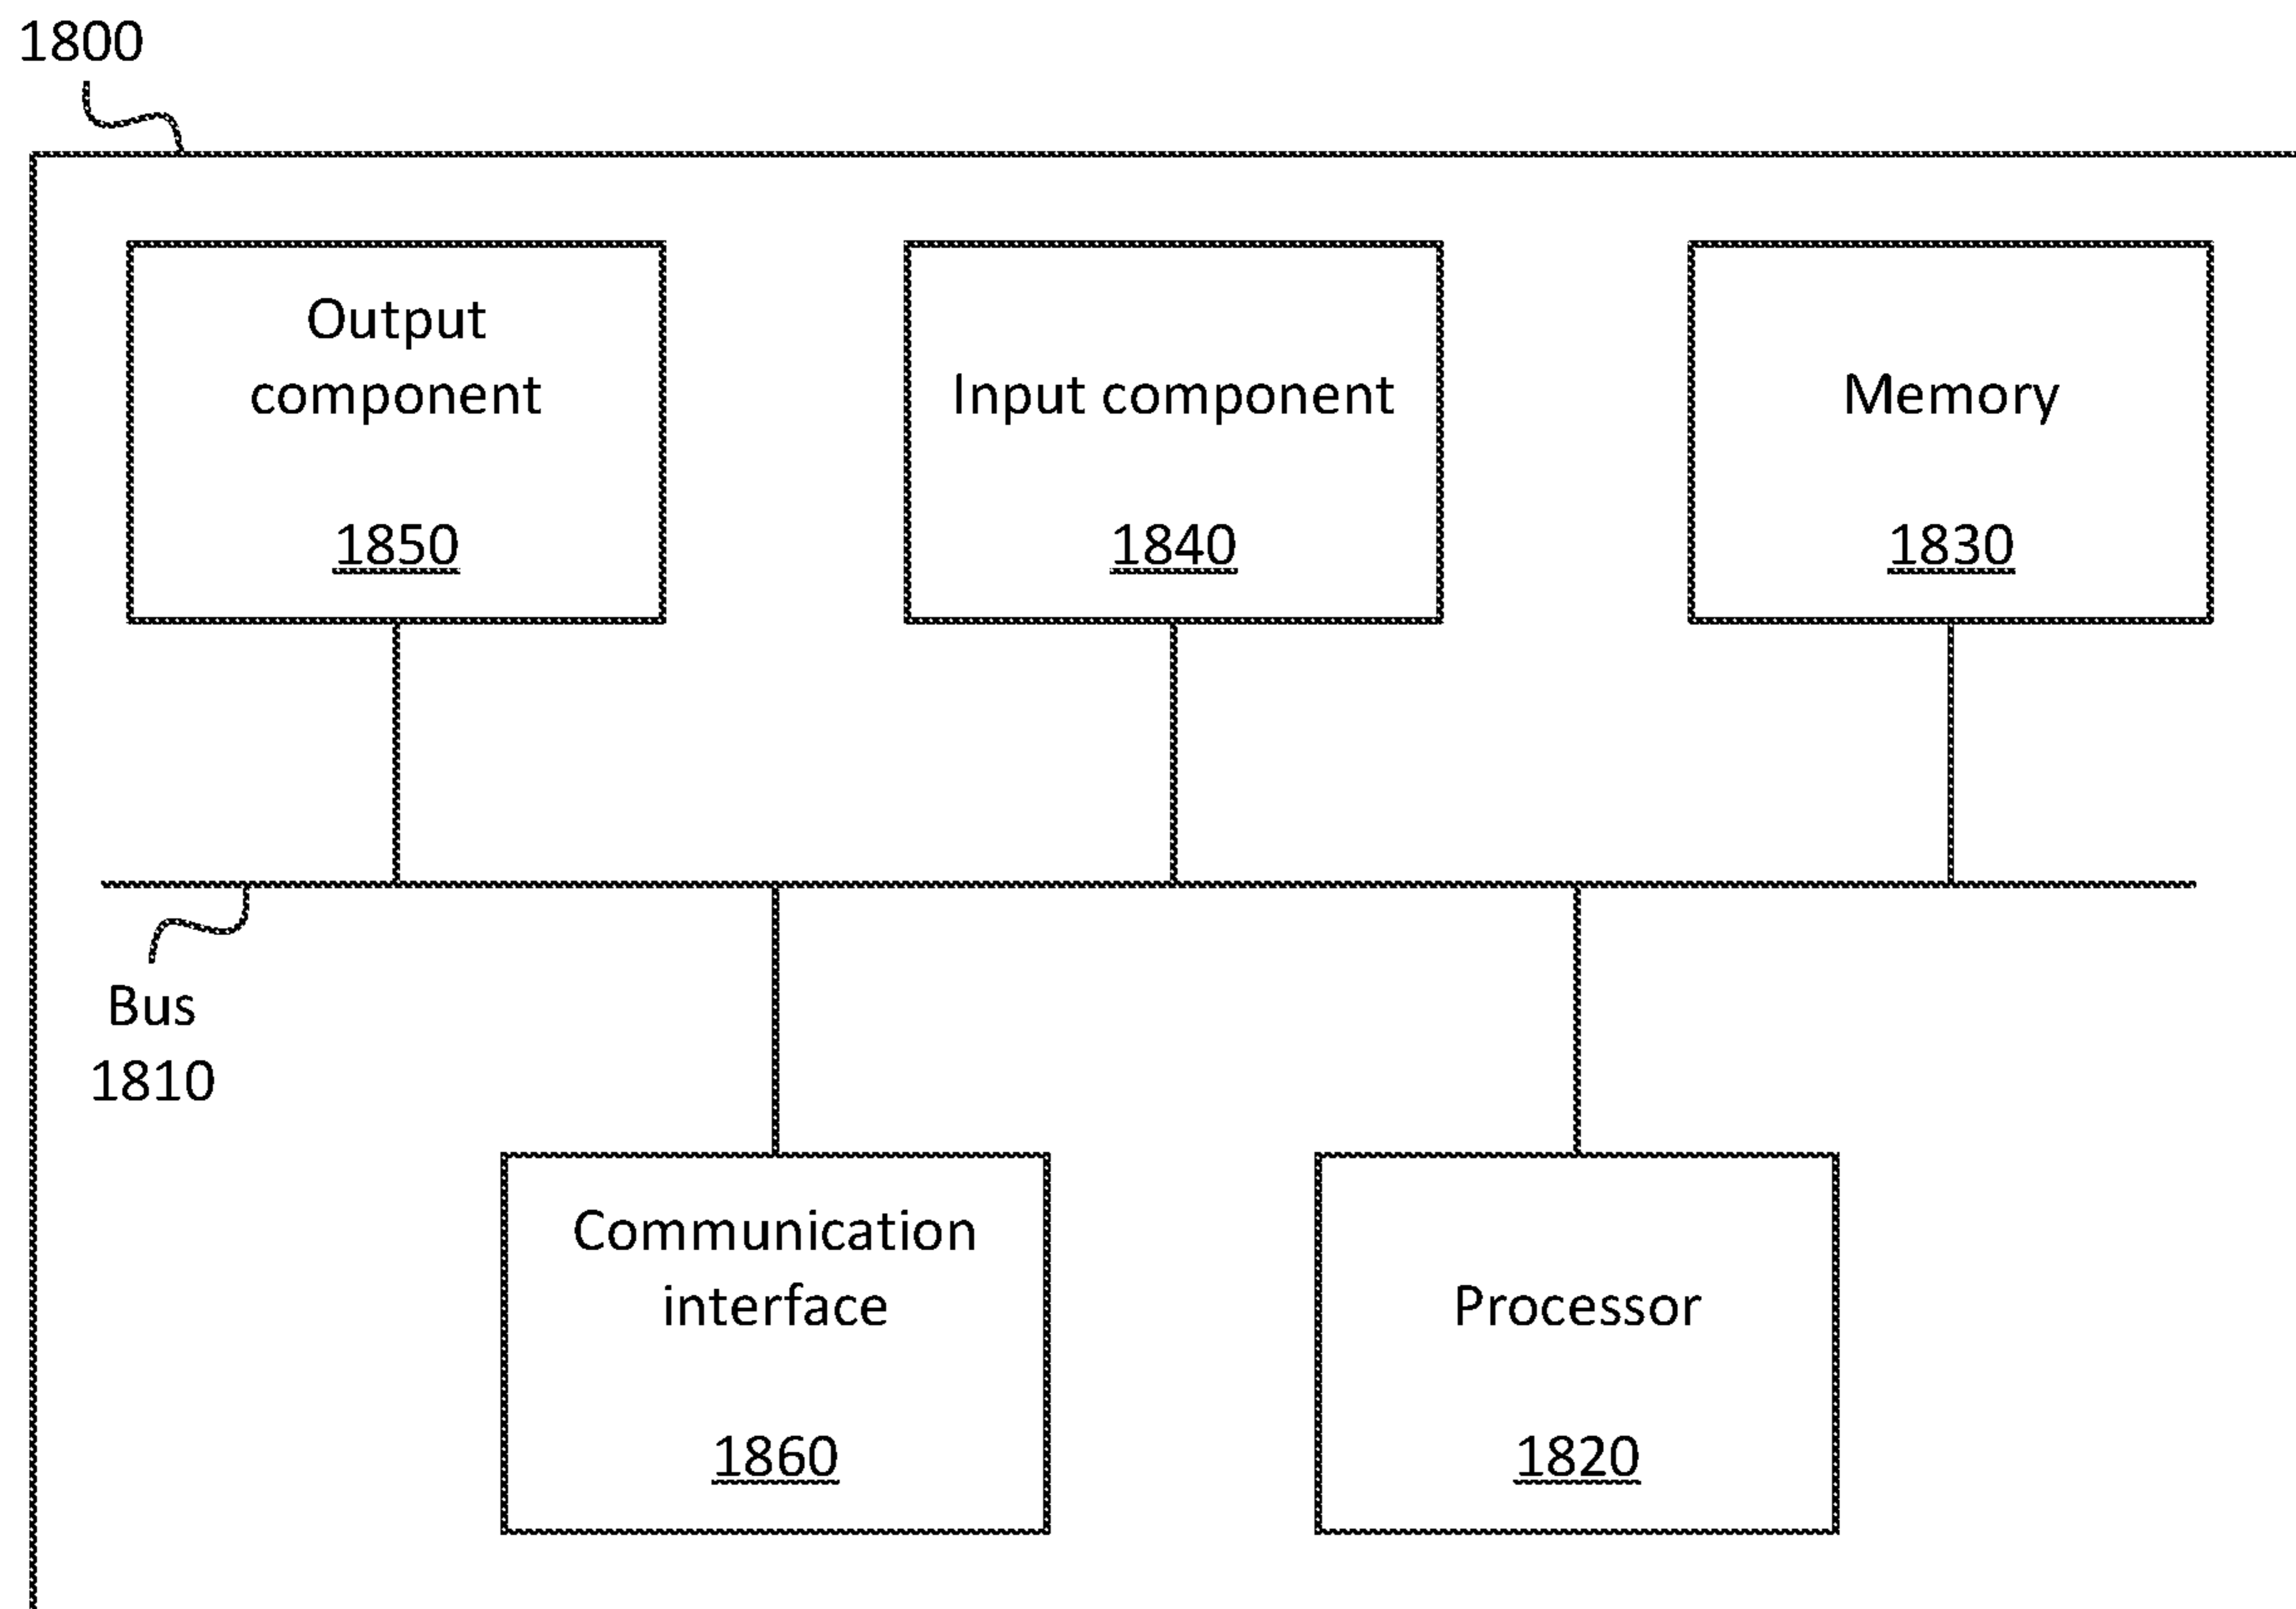 1800
Output
component
1850
Input component
1840
Memory
1830
Bus
1810
Communication
interface
1860
Processor
1820